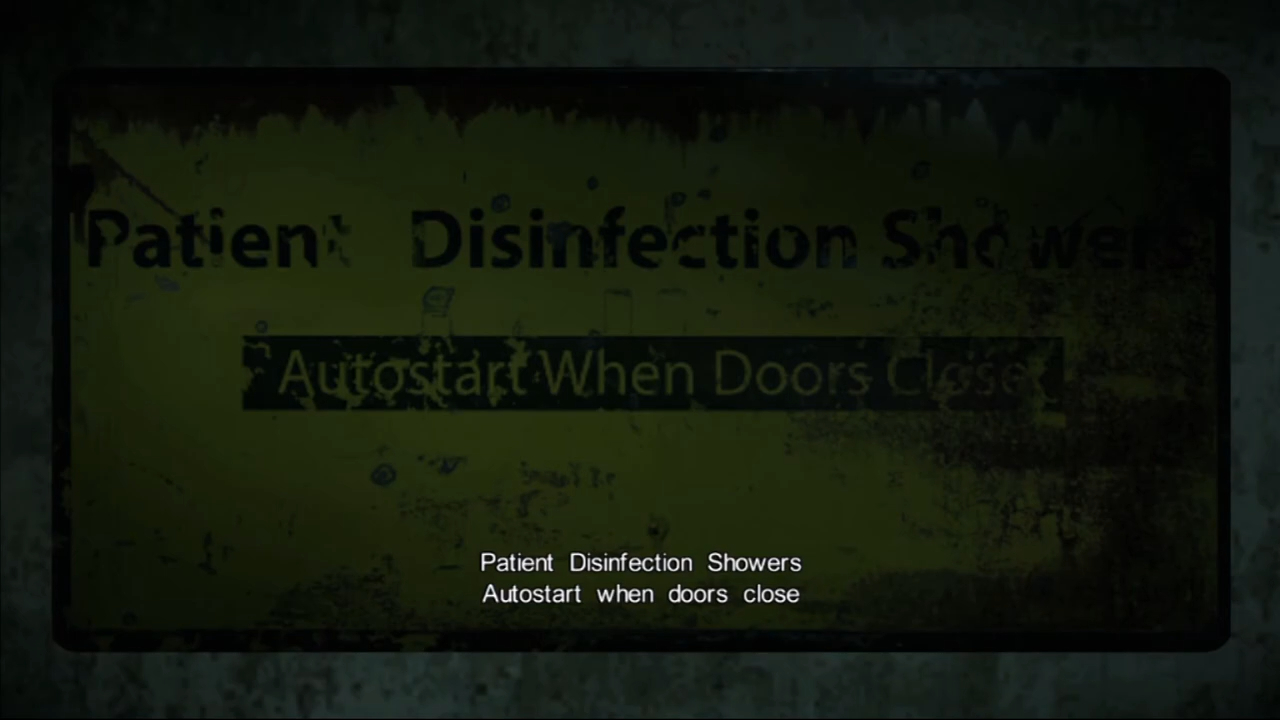 Patient Disinfection Showers
Autostart When Doors Close
Patient Disinfection Showers
Autostart when doors close